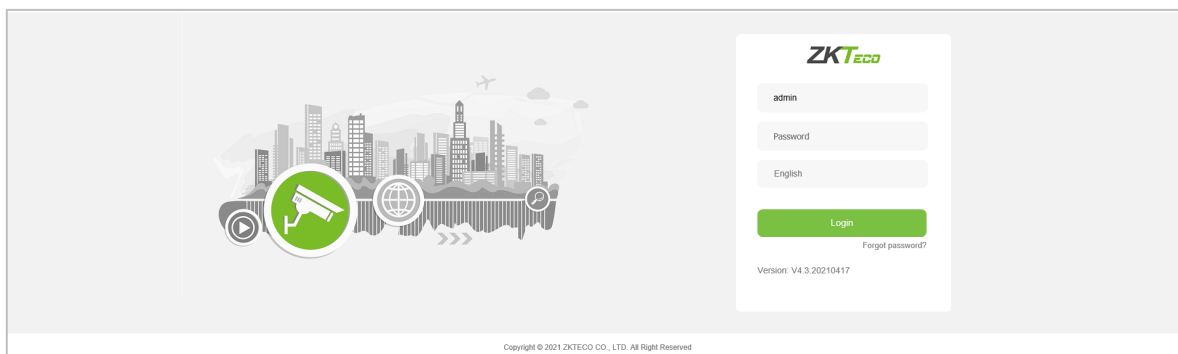 ZKTeco
admin
Password
English
Login
Forgot password?
Version: V4.3.20210417
Copyright © 2021 ZKTECO CO., LTD. All Right Reserved